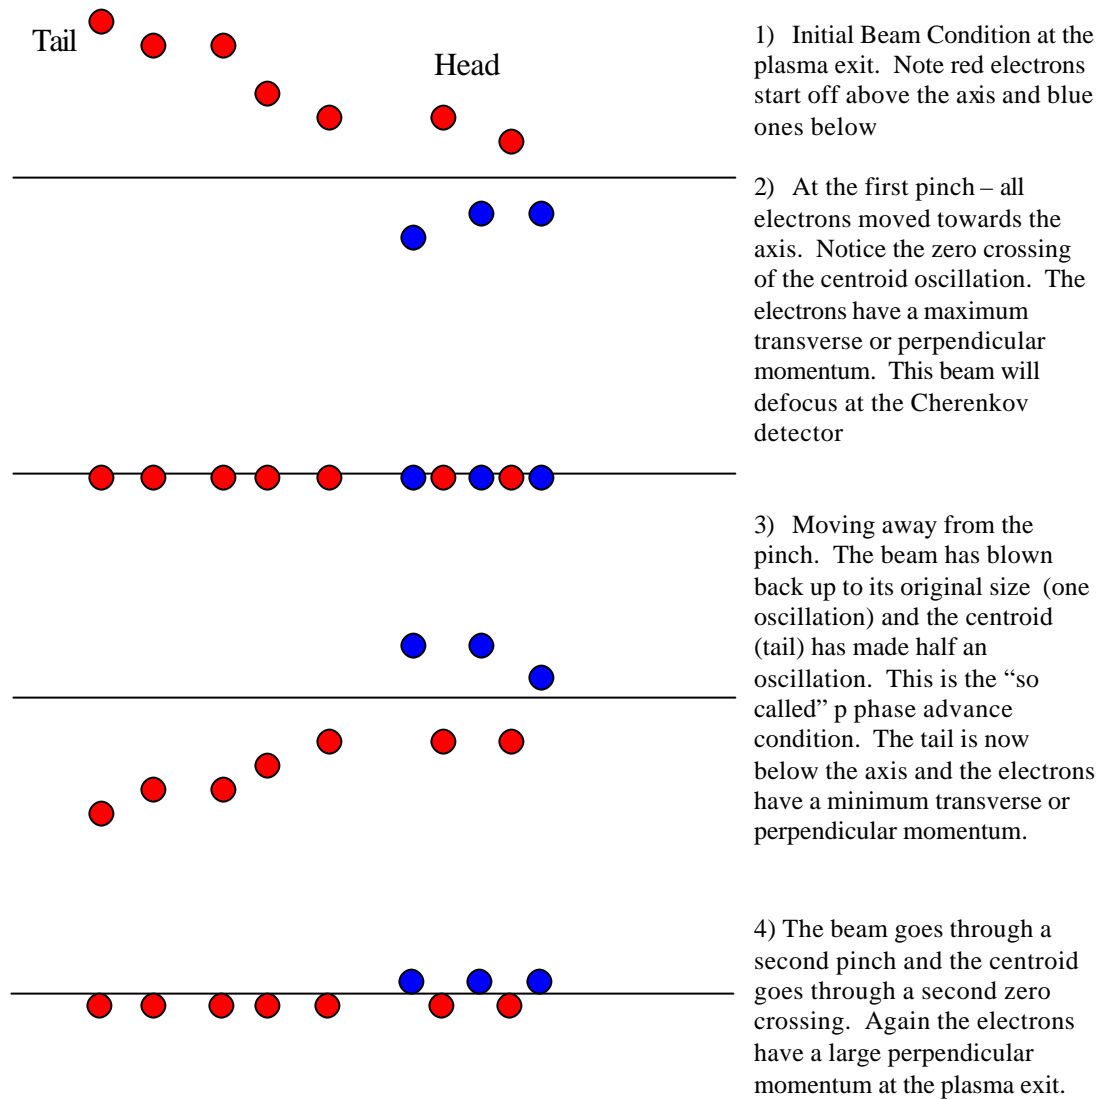 Tail
Head
1) Initial Beam Condition at the
plasma exit. Note red electrons
start off above the axis and blue
ones below
2) At the first pinch – all
electrons moved towards the
axis. Notice the zero crossing
of the centroid oscillation. The
electrons have a maximum
transverse or perpendicular
momentum. This beam will
defocus at the Cherenkov
detector
3) Moving away from the
pinch. The beam has blown
back up to its original size (one
oscillation) and the centroid
(tail) has made half an
oscillation. This is the “so
called” p phase advance
condition. The tail is now
below the axis and the electrons
have a minimum transverse or
perpendicular momentum.
4) The beam goes through a
second pinch and the centroid
goes through a second zero
crossing. Again the electrons
have a large perpendicular
momentum at the plasma exit.